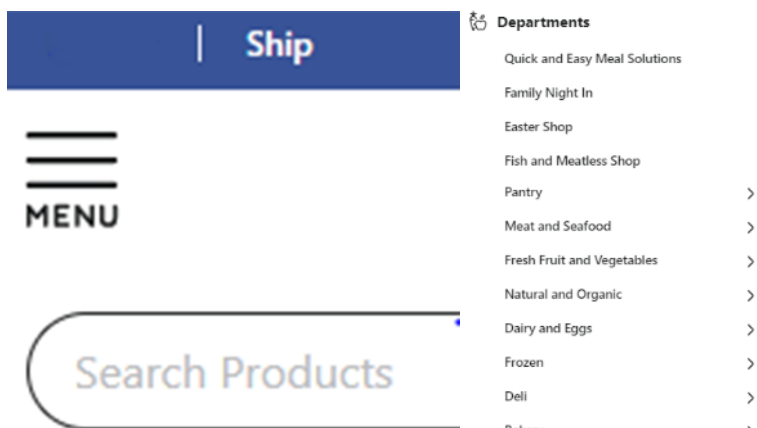 | Ship
MENU
Search Products
Departments
Quick and Easy Meal Solutions
Family Night In
Easter Shop
Fish and Meatless Shop
Pantry
Meat and Seafood
Fresh Fruit and Vegetables
Natural and Organic
Dairy and Eggs
Frozen
Deli